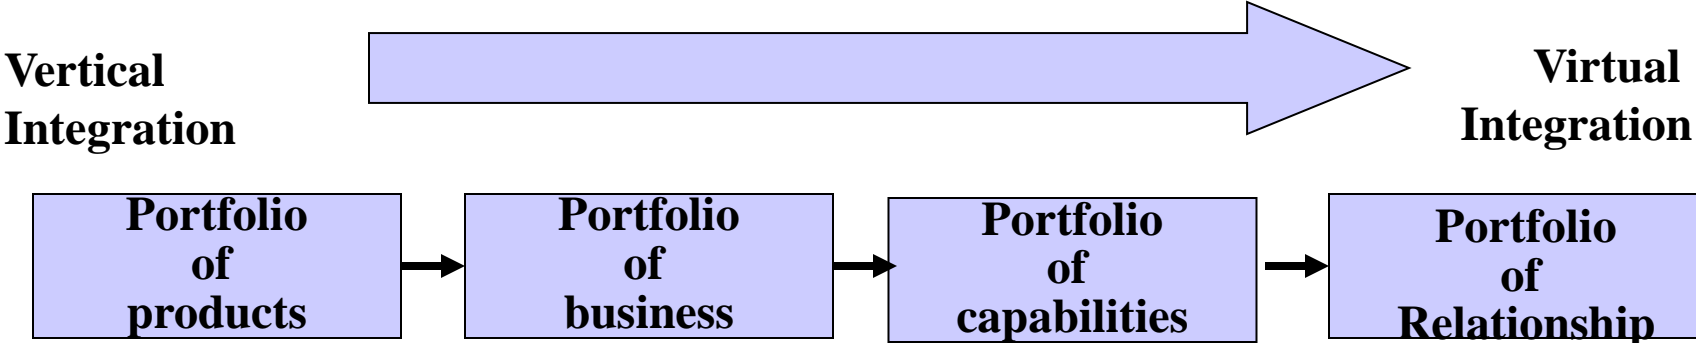 Vertical
Integration
Virtual
Integration
Portfolio
of
products
Portfolio
of
business
Portfolio
of
capabilities
Portfolio
of
Relationship